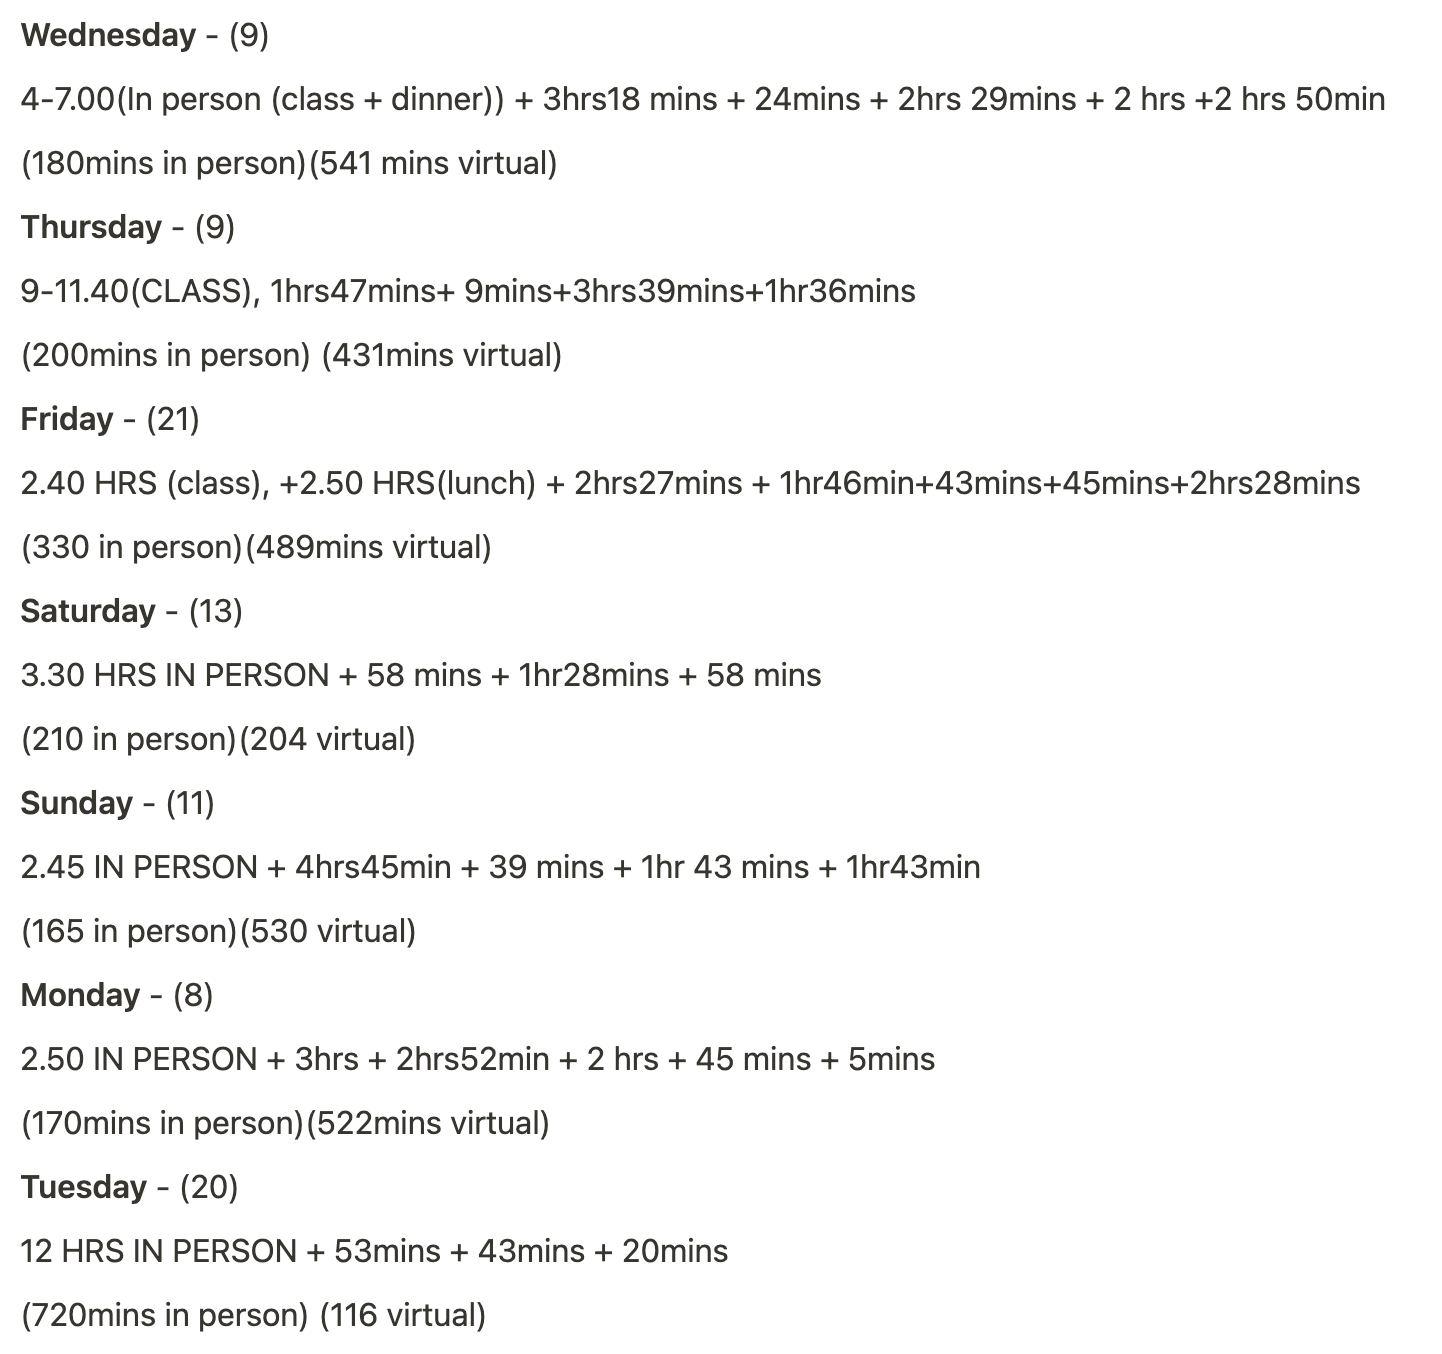 Wednesday - (9)
4-7.00(In person (class + dinner)) + 3hrs18 mins + 24mins + 2hrs 29mins + 2 hrs +2 hrs 50min
(180mins in person)(541 mins virtual)
Thursday - (9)
9-11.40(CLASS), 1hrs47mins+ 9mins+3hrs39mins+1hr36mins
(200mins in person) (431mins virtual)
Friday - (21)
2.40 HRS (class), +2.50 HRS(lunch) + 2hrs27mins + 1hr46min+43mins+45mins+2hrs28mins
(330 in person)(489mins virtual)
Saturday - (13)
3.30 HRS IN PERSON + 58 mins + 1hr28mins + 58 mins
(210 in person)(204 virtual)
Sunday - (11)
2.45 IN PERSON + 4hrs45min + 39 mins + 1hr 43 mins + 1hr43min
(165 in person)(530 virtual)
Monday - (8)
2.50 IN PERSON + 3hrs + 2hrs52min + 2 hrs + 45 mins + 5mins
(170mins in person)(522mins virtual)
Tuesday - (20)
12 HRS IN PERSON + 53mins + 43mins + 20mins
(720mins in person) (116 virtual)